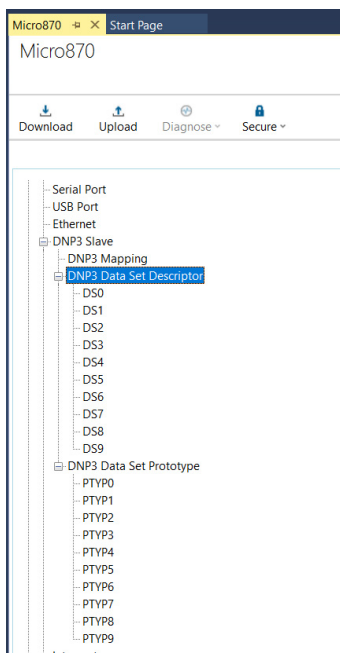 Micro870 Start Page
Micro870
Download Upload Diagnose Secure
Serial Port
USB Port
Ethernet
DNP3 Slave
DNP3 Mapping
DNP3 Data Set Descriptor
DS0
DS1
DS2
DS3
DS4
DS5
DS6
DS7
DS8
DS9
DNP3 Data Set Prototype
PTYP0
PTYP1
PTYP2
PTYP3
PTYP4
PTYP5
PTYP6
PTYP7
PTYP8
PTYP9